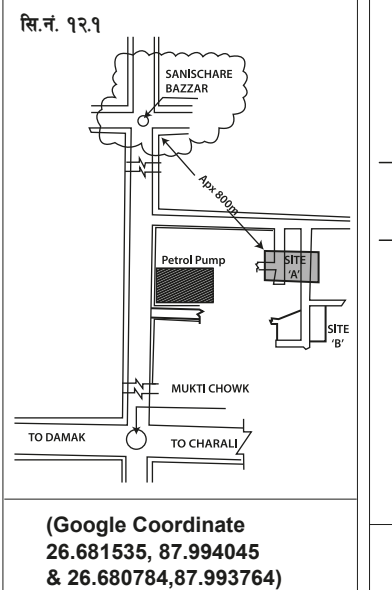 सि.नं. १२.१
SANISCHARE
BAZZAR
Apx 800m
Petrol Pump
SITE
'A'
SITE
'B'
MUKTI CHOWK
TO DAMAK
TO CHARALI
(Google Coordinate
26.681535, 87.994045
& 26.680784,87.993764)